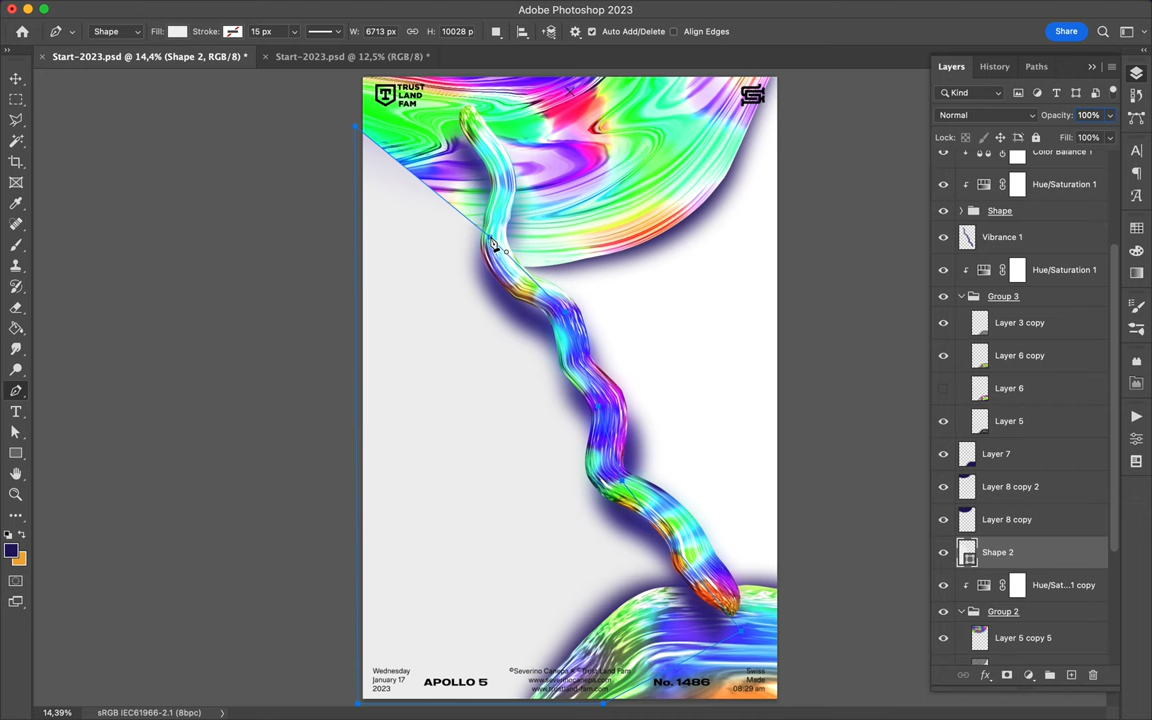 Adobe Photoshop 2023
Shape
Fill:
Stroke:
15 px
W: 6713 px
H: 10028 p
Auto Add/Delete
Align Edges
Share
Start-2023.psd @ 14,4% (Shape 2, RGB/8) *
Start-2023.psd @ 12,5% (RGB/8) *
TRUST
LAND
FAM
Wednesday
January 17
2023
APOLLO 5
No. 1486
Swiss
Made
08:29 am
Layers
History
Paths
Kind
Normal
Opacity:
100%
Lock:
Fill:
100%
Color Balance 1
Hue/Saturation 1
Shape
Vibrance 1
Hue/Saturation 1
Group 3
Layer 3 copy
Layer 6 copy
Layer 6
Layer 5
Layer 7
Layer 8 copy 2
Layer 8 copy
Shape 2
Hue/Sat...1 copy
Group 2
Layer 5 copy 5
14,39%
sRGB IEC61966-2.1 (8bpc)